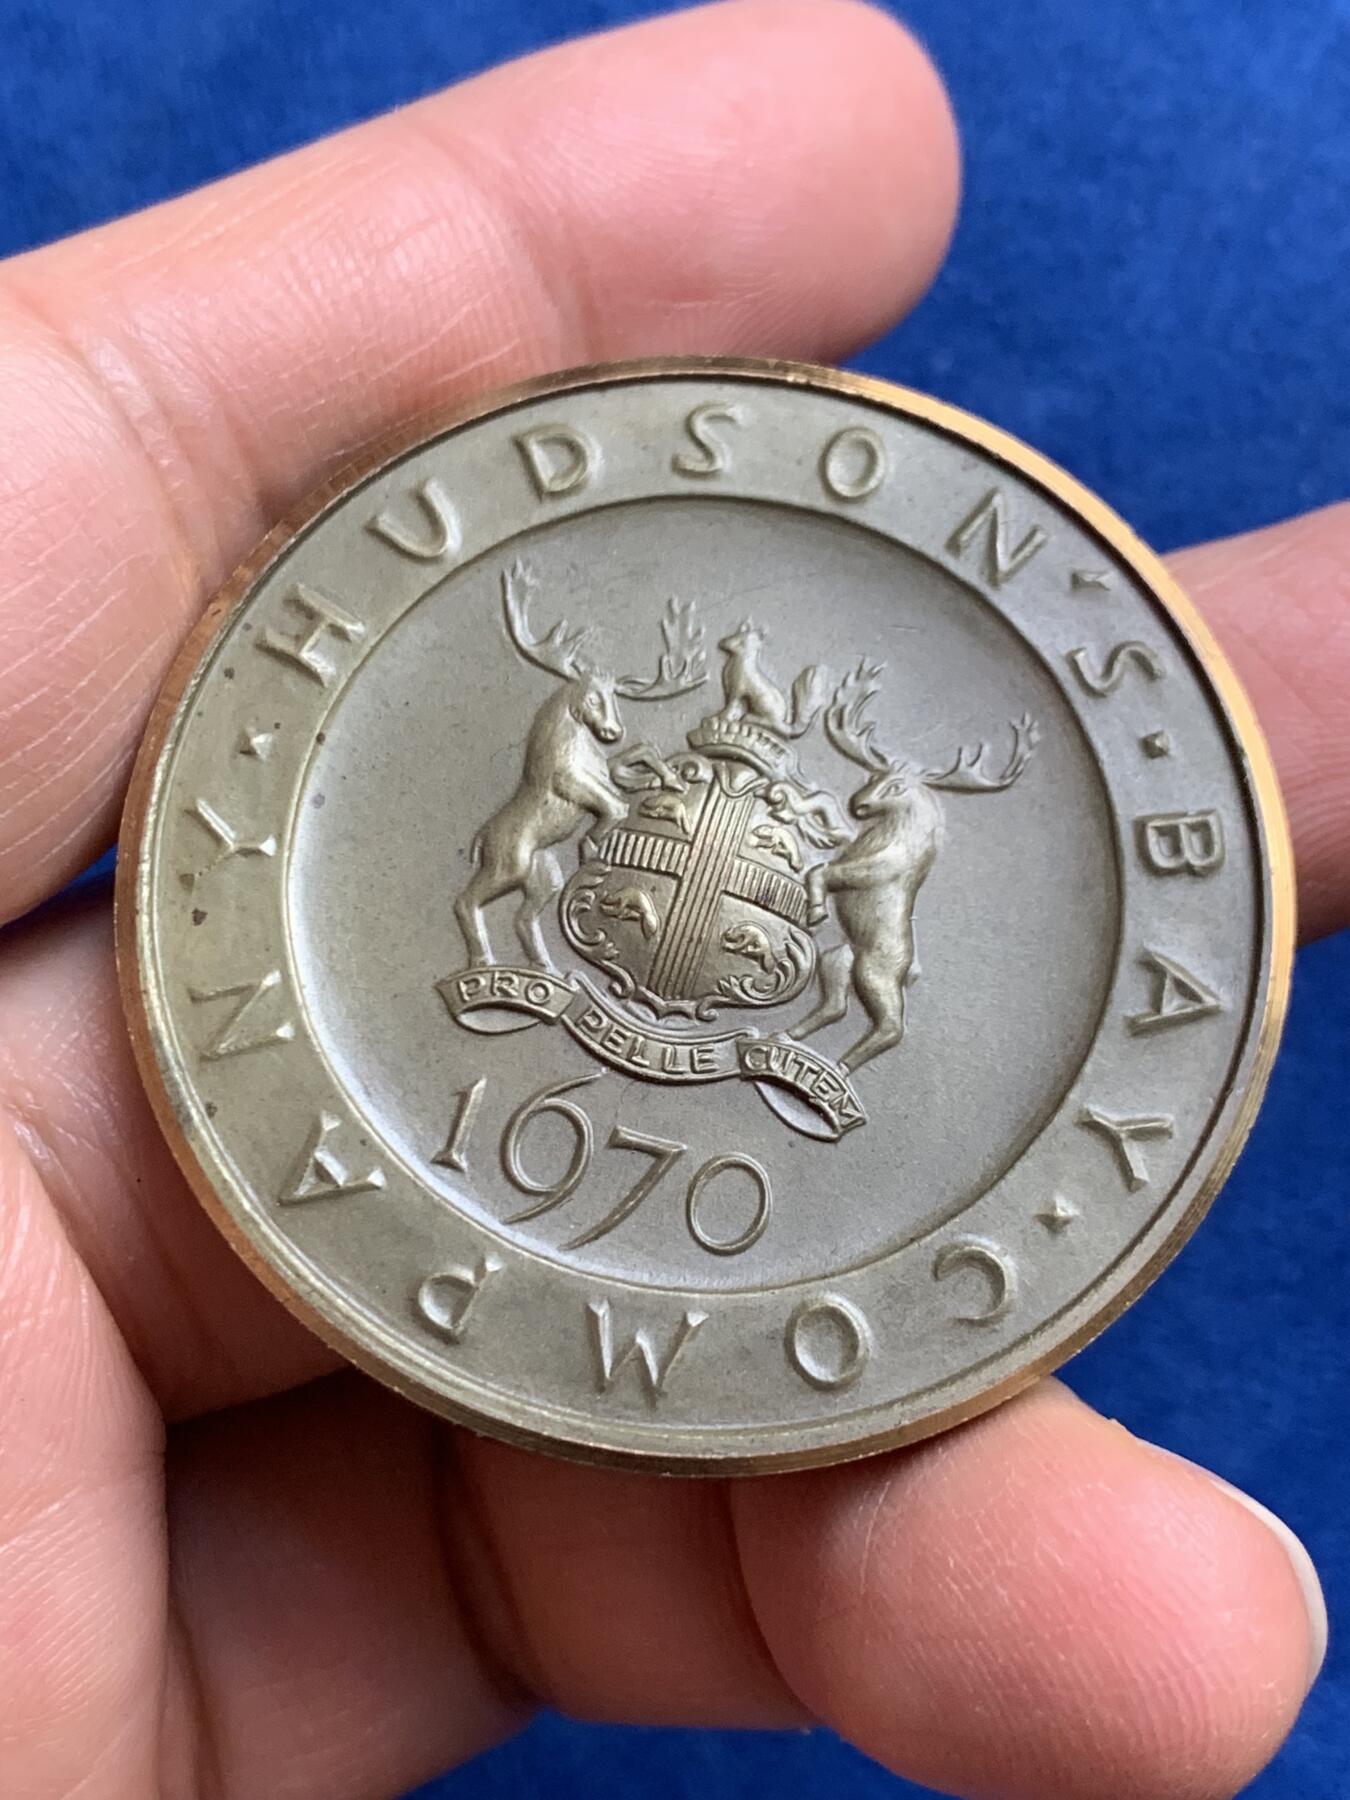 · HUDSON'S · BAY · COMPANY
PRO PELLE CUTEM
1670